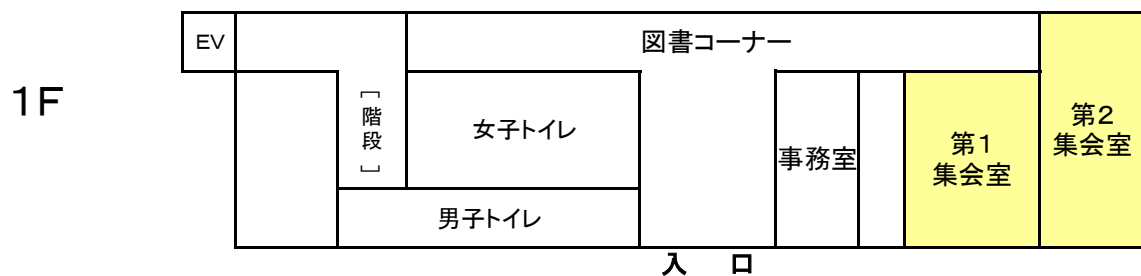 EV
図書コーナー
1F
［階段］
女子トイレ
第2
集会室
事務室
第1
集会室
男子トイレ
入　口